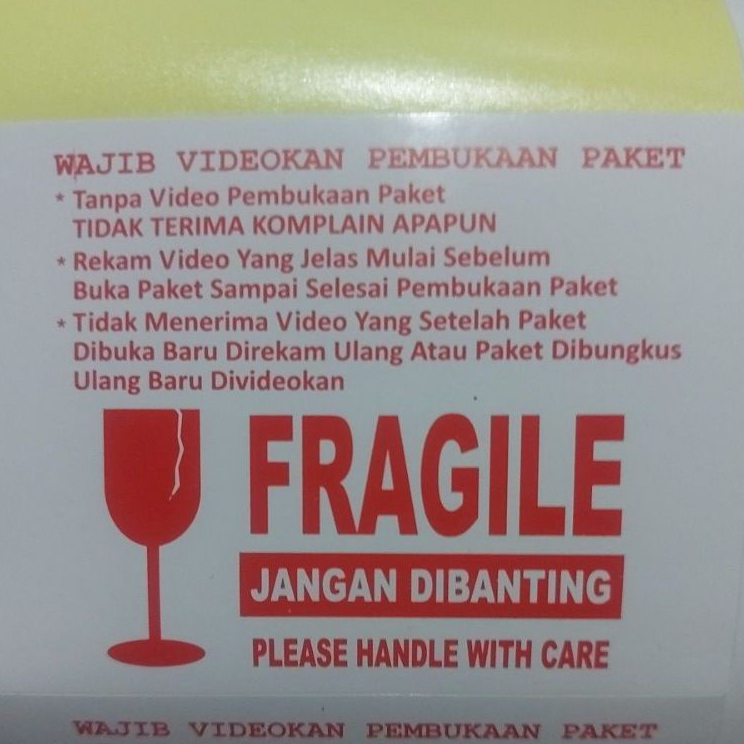 WAJIB VIDEOKAN PEMBUKAAN PAKET
* Tanpa Video Pembukaan Paket
TIDAK TERIMA KOMPLAIN APAPUN
* Rekam Video Yang Jelas Mulai Sebelum
Buka Paket Sampai Selesai Pembukaan Paket
* Tidak Menerima Video Yang Setelah Paket
Dibuka Baru Direkam Ulang Atau Paket Dibungkus
Ulang Baru Divideokan
FRAGILE
JANGAN DIBANTING
PLEASE HANDLE WITH CARE
WAJIB VIDEOKAN PEMBUKAAN PAKET